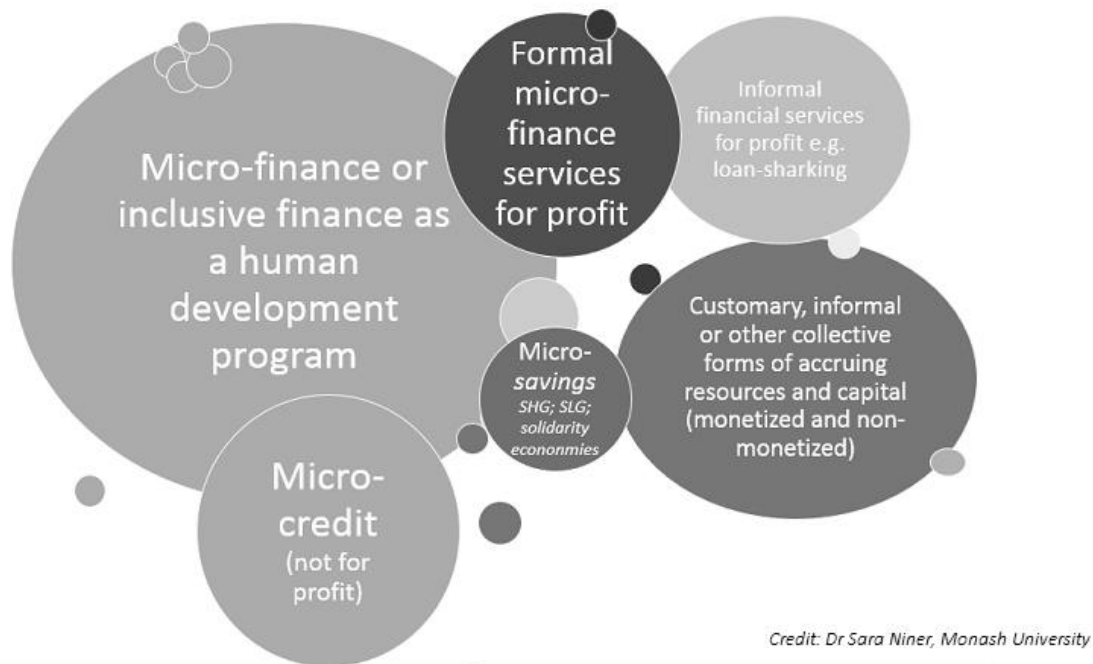 Micro-finance or
inclusive finance as
a human
development
program
Formal
micro-
finance
services
for profit
Informal
financial services
for profit e.g.
loan-sharking
Micro-
savings
SHG; SLG;
solidarity
econonmies
Customary, informal
or other collective
forms of accruing
resources and capital
(monetized and non-
monetized)
Micro-
credit
(not for
profit)
Credit: Dr Sara Niner, Monash University